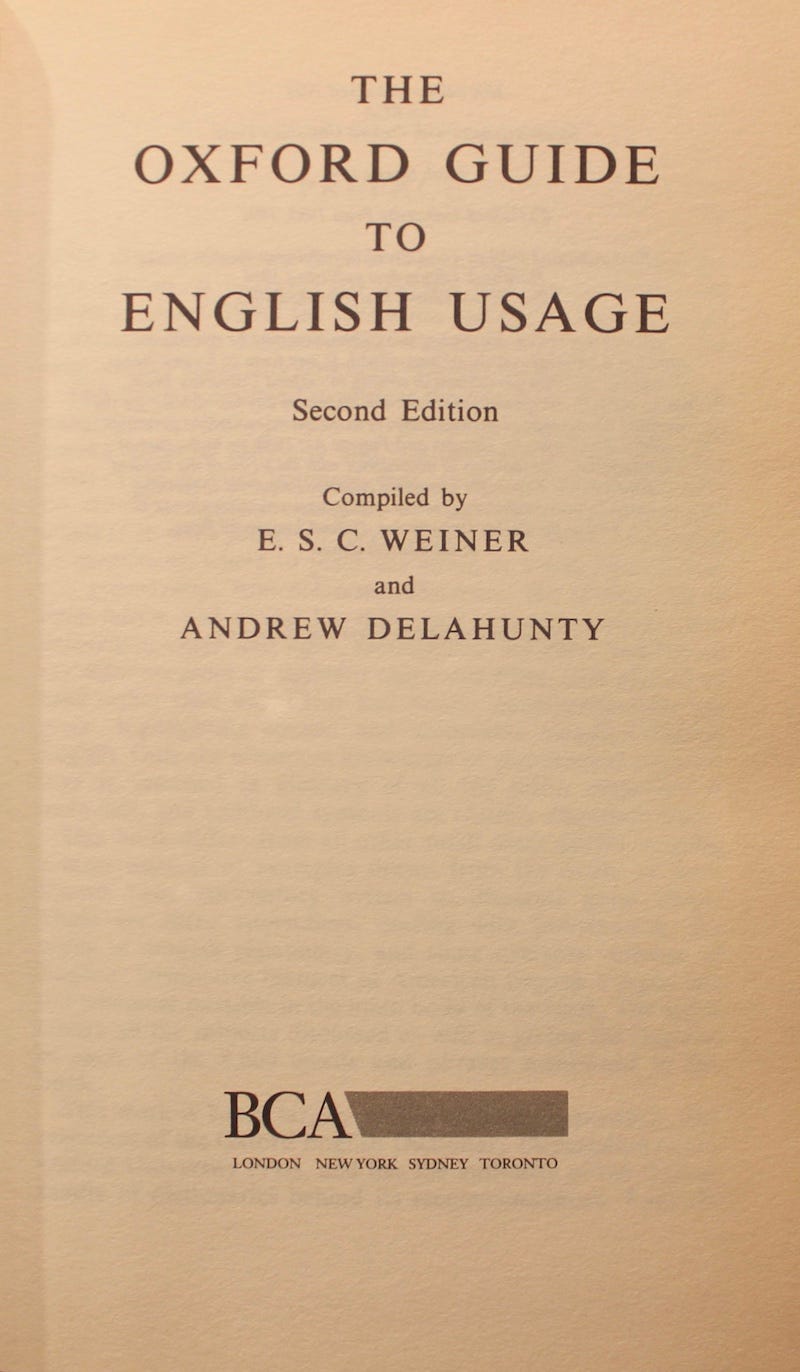 THE
OXFORD GUIDE
TO
ENGLISH USAGE
Second Edition
Compiled by
E. S. C. WEINER
and
ANDREW DELAHUNTY
BCA
LONDON NEW YORK SYDNEY TORONTO